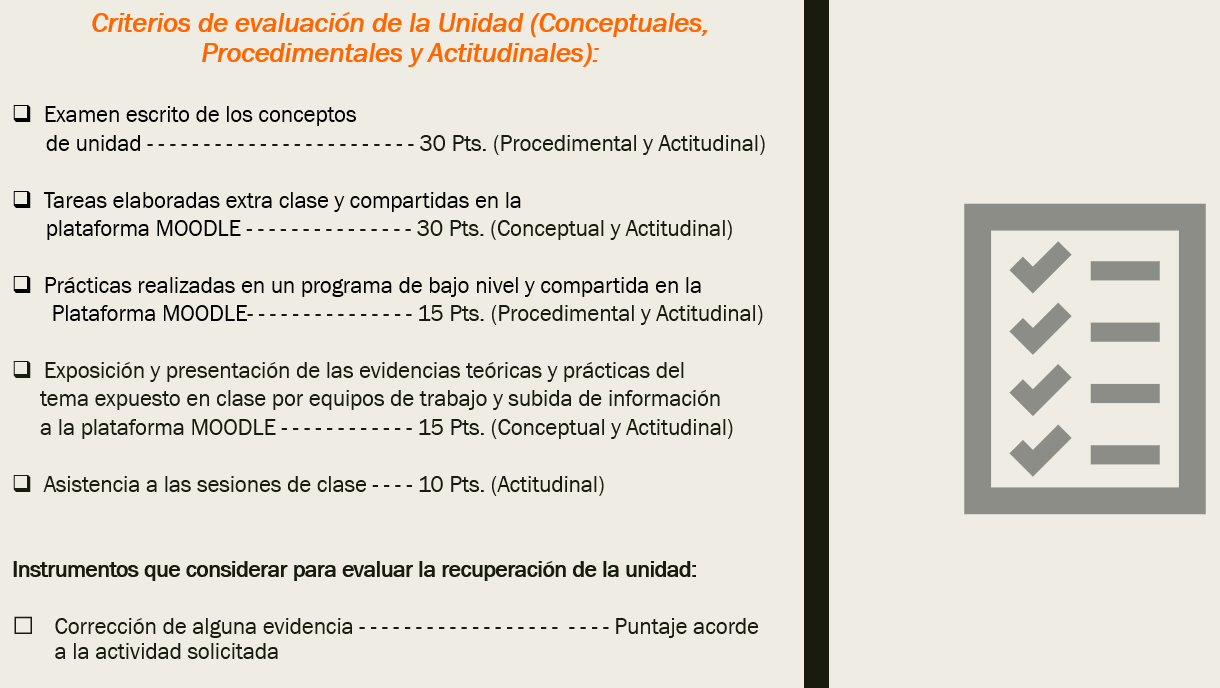 Criterios de evaluación de la Unidad (Conceptuales,
Procedimentales y Actitudinales):
❑ Examen escrito de los conceptos
de unidad - - - - - - - - - - - - - - - - - - - - - - - - 30 Pts. (Procedimental y Actitudinal)
❑ Tareas elaboradas extra clase y compartidas en la
plataforma MOODLE - - - - - - - - - - - - - - - 30 Pts. (Conceptual y Actitudinal)
❑ Prácticas realizadas en un programa de bajo nivel y compartida en la
Plataforma MOODLE- - - - - - - - - - - - - - - 15 Pts. (Procedimental y Actitudinal)
❑ Exposición y presentación de las evidencias teóricas y prácticas del
tema expuesto en clase por equipos de trabajo y subida de información
a la plataforma MOODLE - - - - - - - - - - - - 15 Pts. (Conceptual y Actitudinal)
❑ Asistencia a las sesiones de clase - - - - 10 Pts. (Actitudinal)
Instrumentos que considerar para evaluar la recuperación de la unidad:
☐ Corrección de alguna evidencia - - - - - - - - - - - - - - - - - - - - - - Puntaje acorde
a la actividad solicitada